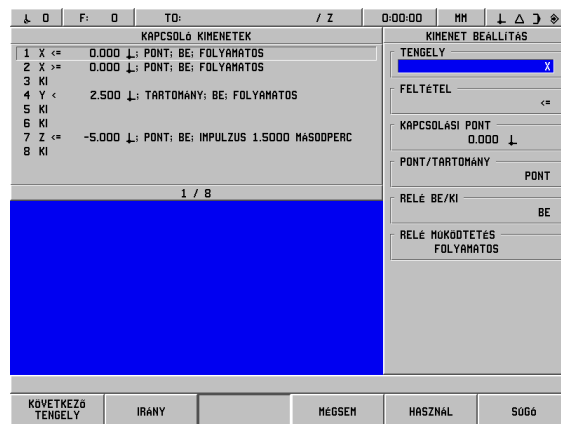 0 F: 0 TO: / Z 0:00:00 MM
KAPCSOLó KIMENETEK
1 X <= 0.000 ; PONT; BE; FOLYAMATOS
2 X >= 0.000 ; PONT; BE; FOLYAMATOS
3 KI
4 Y < 2.500 ; TARTOMáNY; BE; FOLYAMATOS
5 KI
6 KI
7 Z <= -5.000 ; PONT; BE; IMPULZUS 1.5000 MáSODPERC
8 KI
1 / 8
KIMENET BEáLLíTáS
TENGELY
X
FELTéTEL
<=
KAPCSOLáSI PONT
0.000
PONT/TARTOMáNY
PONT
RELé BE/KI
BE
RELé MűKöDTETéS
FOLYAMATOS
KöVETKEZő
TENGELY
IRáNY
MéGSEM
HASZNáL
SúGó